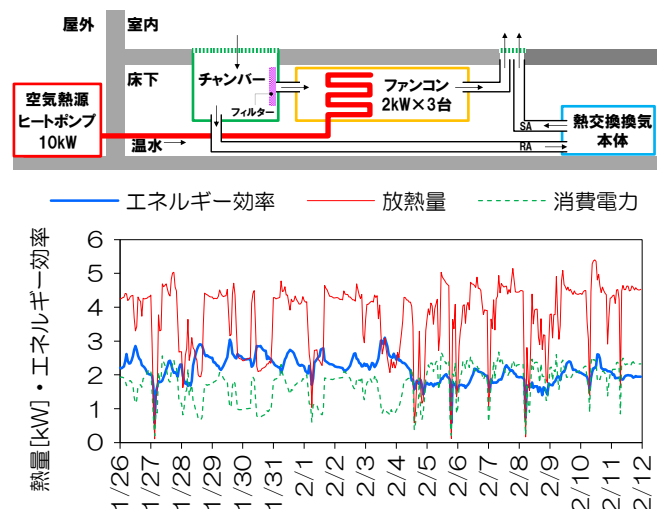 屋外
室内
床下
チャンバー
ファンコン
2kW×3台
空気熱源
ヒートポンプ
10kW
フィルター
熱交換換気
本体
SA
RA
温水
エネルギー効率
放熱量
消費電力
熱量[kW]・エネルギー効率
6
5
4
3
2
1
0
1/26
1/27
1/28
1/29
1/30
1/31
2/1
2/2
2/3
2/4
2/5
2/6
2/7
2/8
2/9
2/10
2/11
2/12